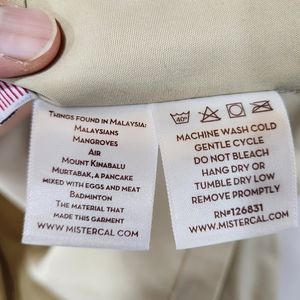 THINGS FOUND IN MALAYSIA:
MALAYSIANS
MANGROVES
AIR
MOUNT KINABALU
MURTABAK, A PANCAKE
MIXED WITH EGGS AND MEAT
BADMINTON
THE MATERIAL THAT
MADE THIS GARMENT
WWW.MISTERCAL.COM
40°
MACHINE WASH COLD
GENTLE CYCLE
DO NOT BLEACH
HANG DRY OR
TUMBLE DRY LOW
REMOVE PROMPTLY
RN#126831
WWW.MISTERCAL.COM